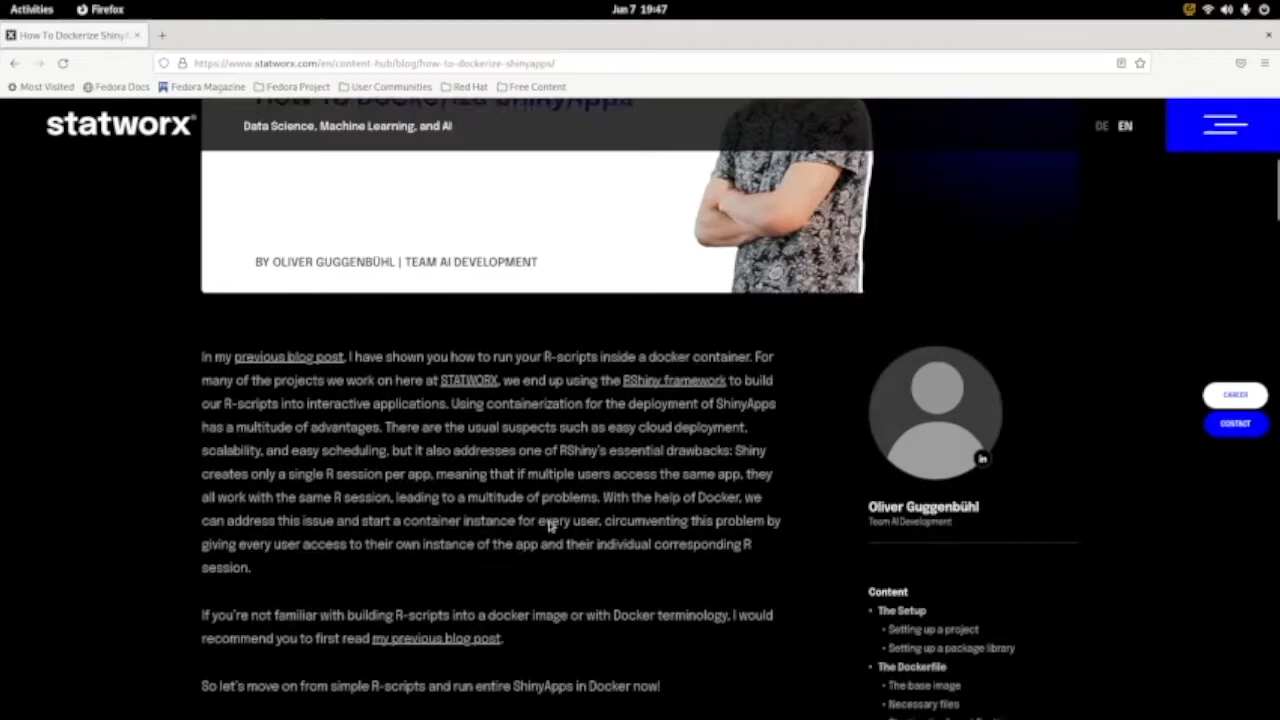 Activities
Firefox
Jun 7 19:47
How To Dockerize Shiny
https://www.statworx.com/en/content-hub/blog/how-to-dockerize-shinyapps/
Most Visited
Fedora Docs
Fedora Magazine
Fedora Project
User Communities
Red Hat
Free Content
HOW TO Dockerize ShinyApps
statworx
Data Science, Machine Learning, and AI
DE EN
BY OLIVER GUGGENBÜHL | TEAM AI DEVELOPMENT
In my previous blog post, I have shown you how to run your R-scripts inside a docker container. For
many of the projects we work on here at STATWORX, we end up using the RShiny framework to build
our R-scripts into interactive applications. Using containerization for the deployment of ShinyApps
has a multitude of advantages. There are the usual suspects such as easy cloud deployment,
scalability, and easy scheduling, but it also addresses one of RShiny's essential drawbacks: Shiny
creates only a single R session per app, meaning that if multiple users access the same app, they
all work with the same R session, leading to a multitude of problems. With the help of Docker, we
can address this issue and start a container instance for every user, circumventing this problem by
giving every user access to their own instance of the app and their individual corresponding R
session.
If you're not familiar with building R-scripts into a docker image or with Docker terminology, I would
recommend you to first read my previous blog post.
So let's move on from simple R-scripts and run entire ShinyApps in Docker now!
in
Oliver Guggenbühl
Team AI Development
Content
The Setup
Setting up a project
Setting up a package library
The Dockerfile
The base image
Necessary files
CAREER
CONTACT